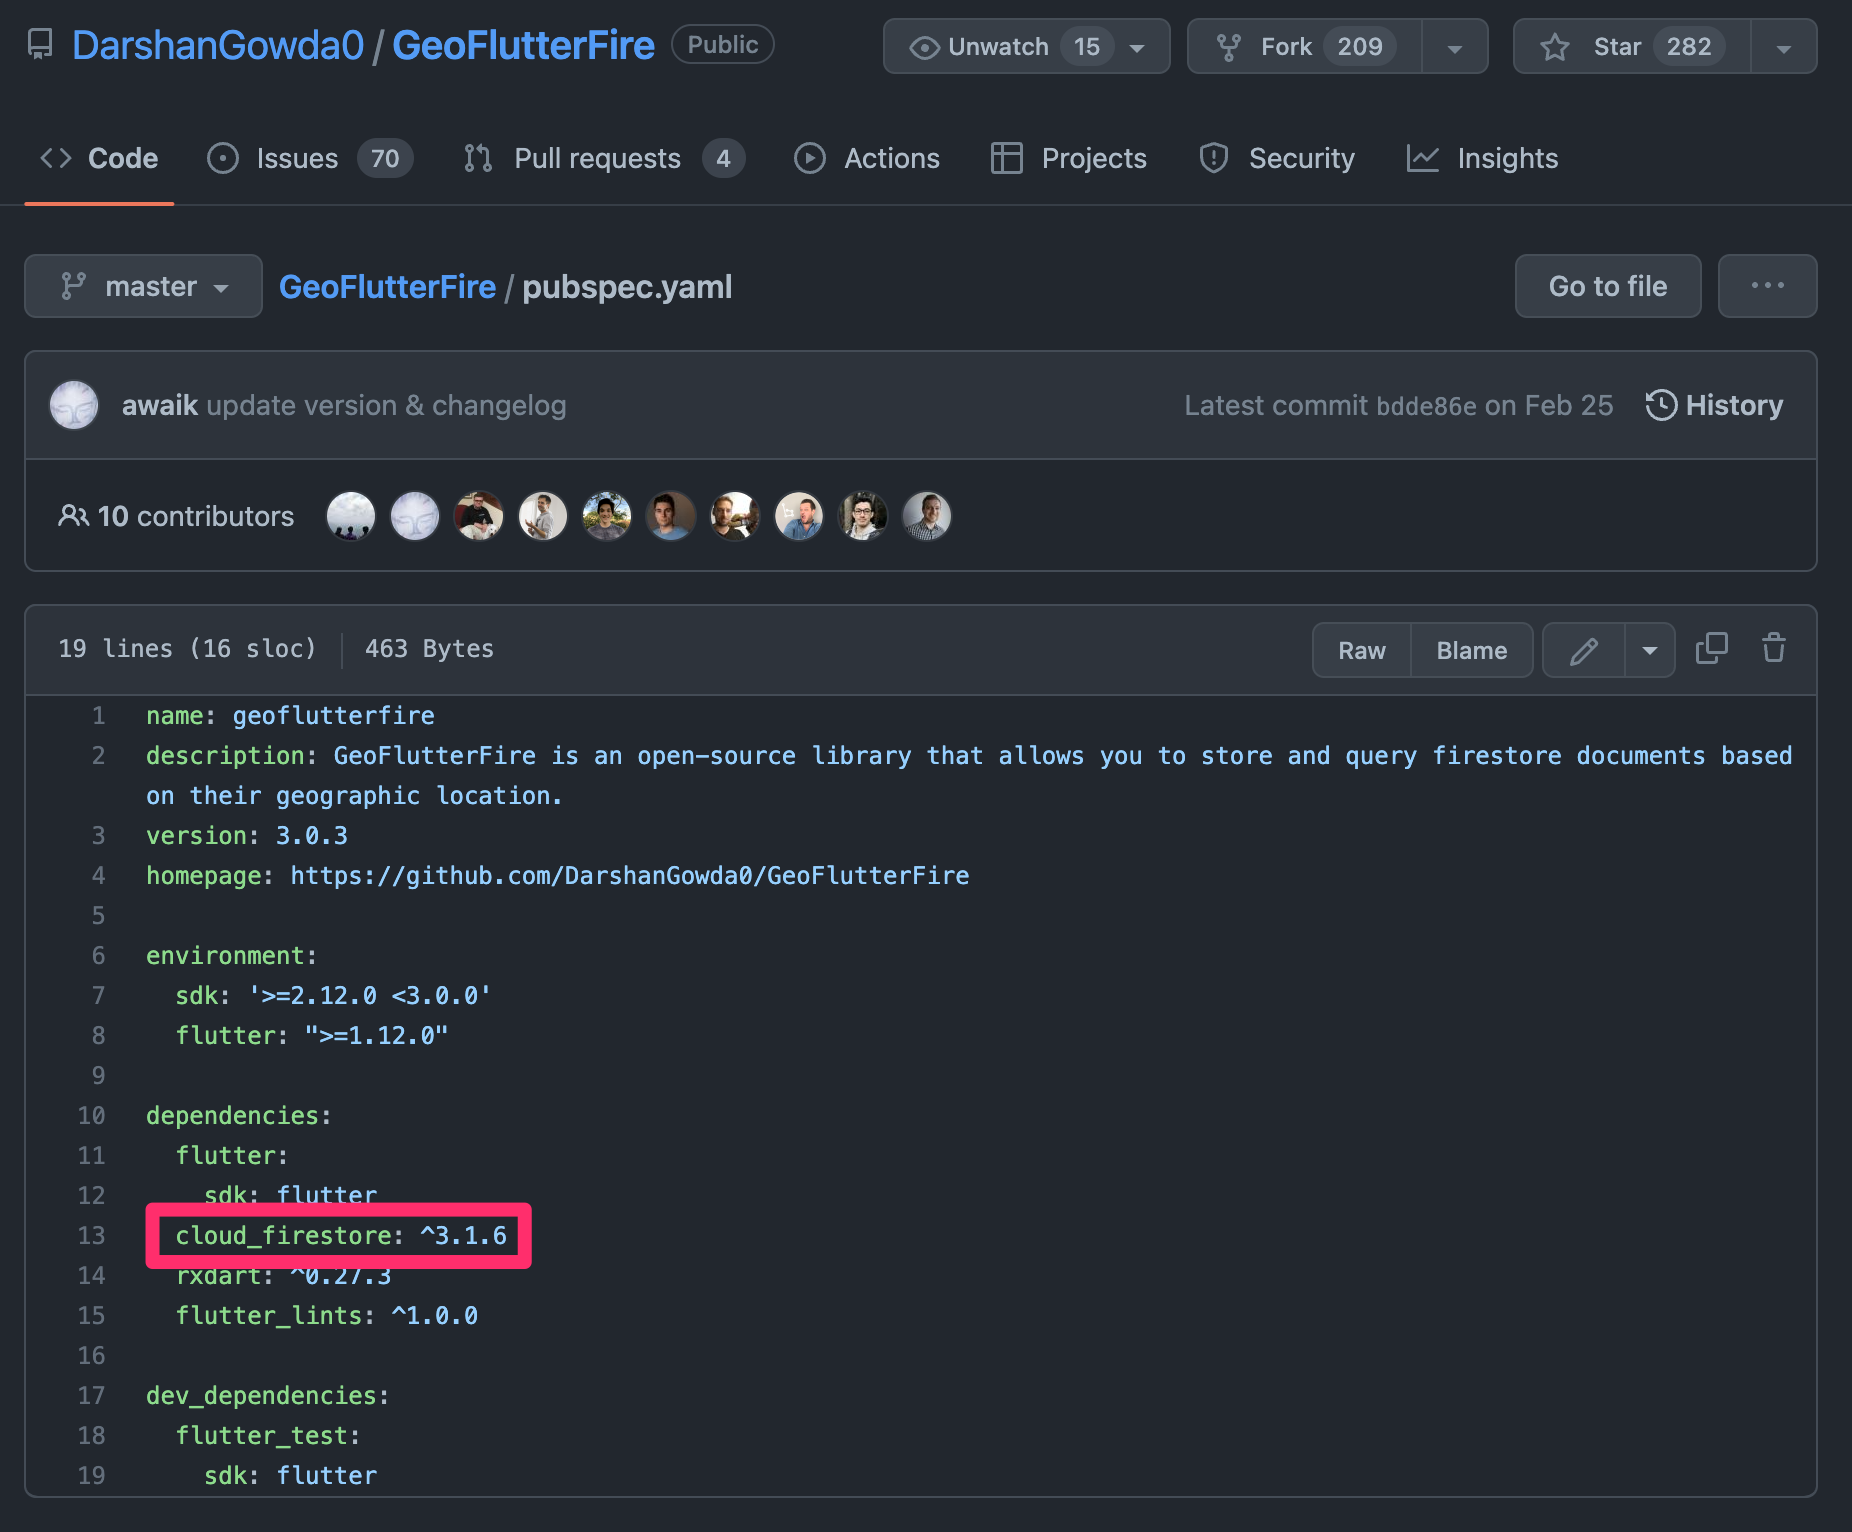 DarshanGowda0 / GeoFlutterFire Public Unwatch 15 Fork 209 Star 282
Code Issues 70 Pull requests 4 Actions Projects Security Insights
master GeoFlutterFire / pubspec.yaml Go to file ...
awaik update version & changelog Latest commit bdde86e on Feb 25 History
10 contributors
19 lines (16 sloc) 463 Bytes Raw Blame
1 name: geoflutterfire
2 description: GeoFlutterFire is an open-source library that allows you to store and query firestore documents based
on their geographic location.
3 version: 3.0.3
4 homepage: https://github.com/DarshanGowda0/GeoFlutterFire
5
6 environment:
7 sdk: '>=2.12.0 <3.0.0'
8 flutter: ">=1.12.0"
9
10 dependencies:
11 flutter:
12 sdk: flutter
13 cloud_firestore: ^3.1.6
14 rxdart: ^0.27.3
15 flutter_lints: ^1.0.0
16
17 dev_dependencies:
18 flutter_test:
19 sdk: flutter